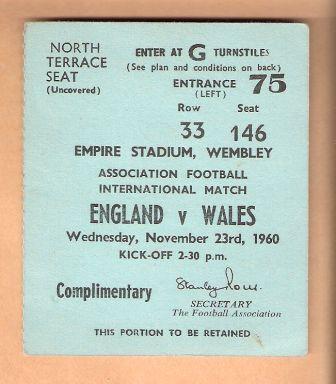 NORTH
TERRACE
SEAT
(Uncovered)
ENTER AT G TURNSTILES
(See plan and conditions on back)
ENTRANCE 75
(LEFT)
Row Seat
33 146
EMPIRE STADIUM, WEMBLEY
ASSOCIATION FOOTBALL
INTERNATIONAL MATCH
ENGLAND v WALES
Wednesday, November 23rd, 1960
KICK-OFF 2-30 p.m.
Complimentary
Stanley Rous
SECRETARY
The Football Association
THIS PORTION TO BE RETAINED